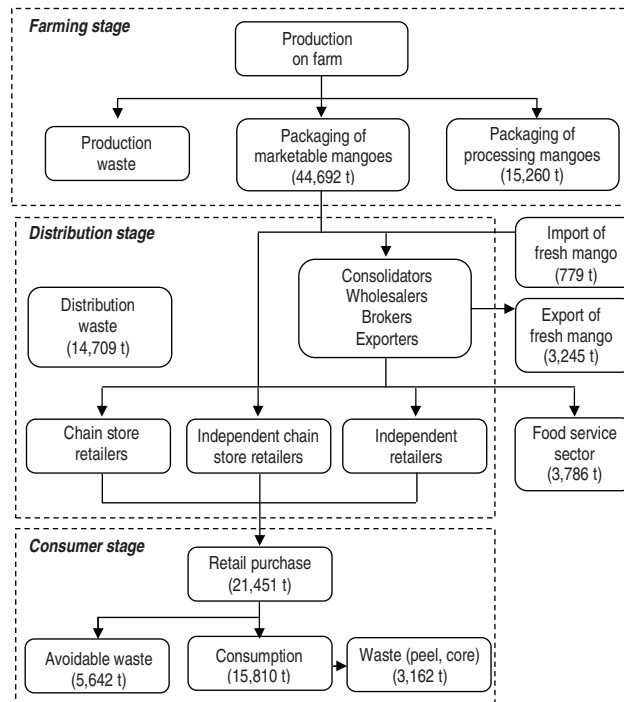 Farming stage
Production
on farm
Production
waste
Packaging of
marketable mangoes
(44,692 t)
Packaging of
processing mangoes
(15,260 t)
Distribution stage
Import of
fresh mango
(779 t)
Consolidators
Wholesalers
Brokers
Exporters
Distribution
waste
(14,709 t)
Export of
fresh mango
(3,245 t)
Chain store
retailers
Independent chain
store retailers
Independent
retailers
Food service
sector
(3,786 t)
Consumer stage
Retail purchase
(21,451 t)
Avoidable waste
(5,642 t)
Consumption
(15,810 t)
Waste (peel, core)
(3,162 t)